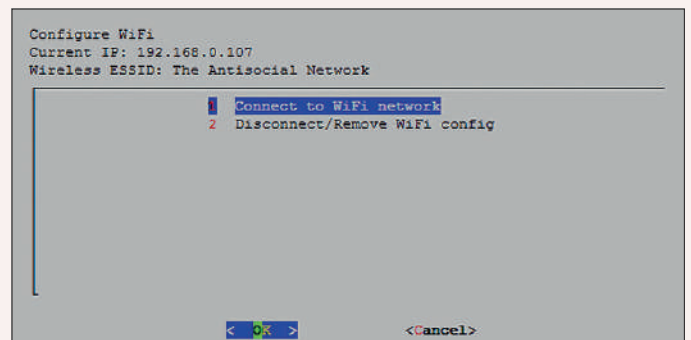 Configure WiFi
Current IP: 192.168.0.107
Wireless ESSID: The Antisocial Network
1 Connect to WiFi network
2 Disconnect/Remove WiFi config
< OK > <Cancel>